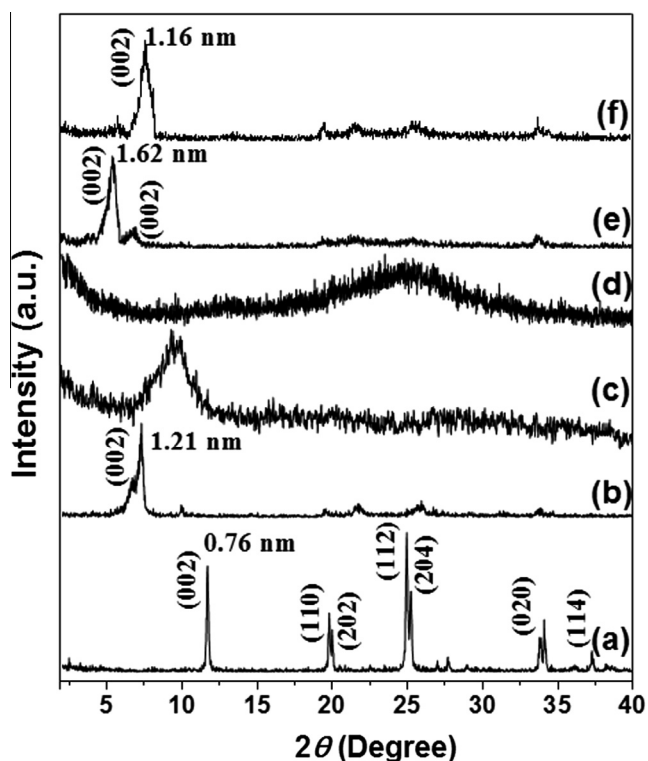 (002) 1.16 nm
(f)
(002) 1.62 nm
(002)
(e)
(d)
(c)
(002) 1.21 nm
(b)
(002) 0.76 nm
(110)
(202)
(112)
(204)
(020)
(114)
(a)
Intensity (a.u.)
5 10 15 20 25 30 35 40
2θ (Degree)